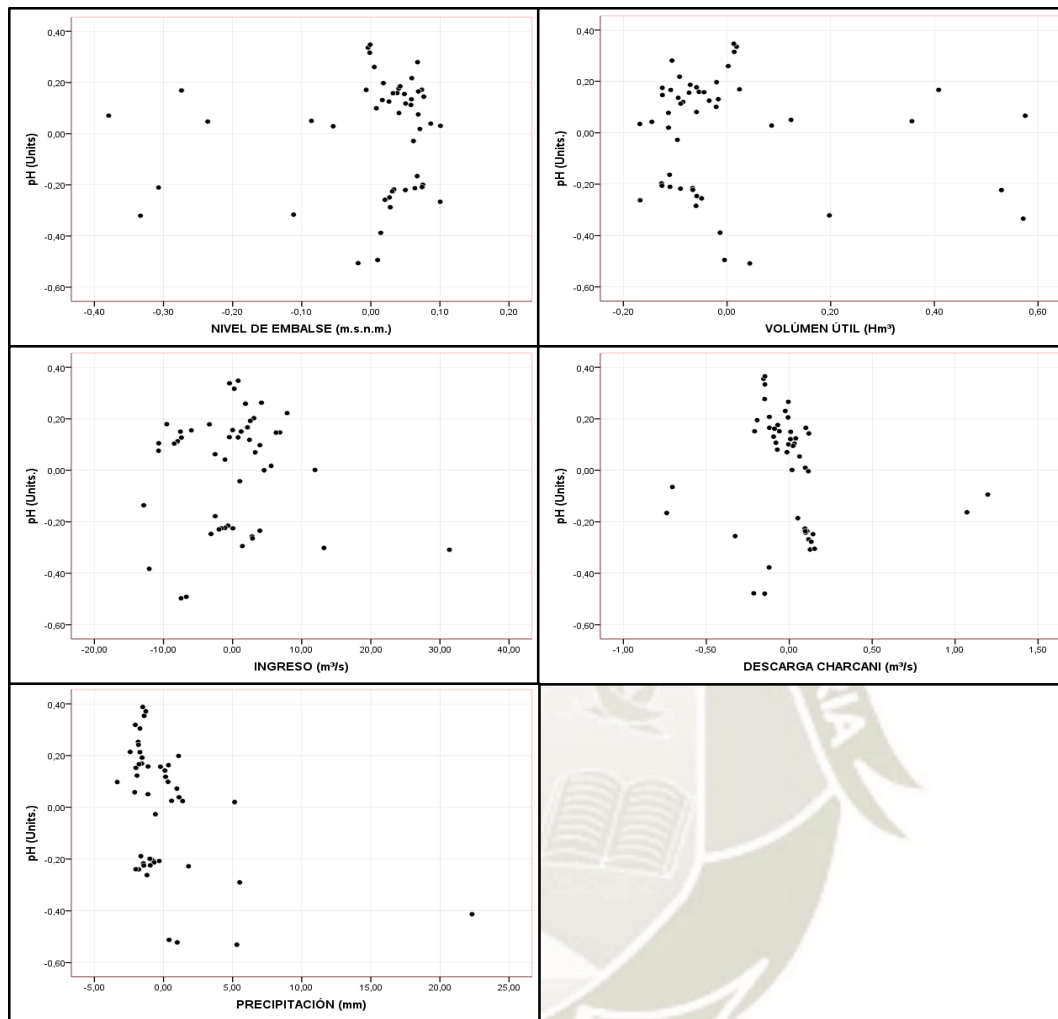 0,40
0,20
0,00
-0,20
-0,40
-0,60
pH (Units)
-0,40 -0,30 -0,20 -0,10 0,00 0,10 0,20
NIVEL DE EMBALSE (m.s.n.m.)
0,40
0,20
0,00
-0,20
-0,40
-0,60
pH (Units)
-0,20 0,00 0,20 0,40 0,60
VOLÚMEN ÚTIL (Hm³)
0,40
0,20
0,00
-0,20
-0,40
-0,60
pH (Units.)
-20,00 -10,00 0,00 10,00 20,00 30,00 40,00
INGRESO (m³/s)
0,40
0,20
0,00
-0,20
-0,40
-0,60
pH (Units.)
-1,00 -0,50 0,00 0,50 1,00 1,50
DESCARGA CHARCANI (m³/s)
0,40
0,20
0,00
-0,20
-0,40
-0,60
pH (Units.)
-5,00 0,00 5,00 10,00 15,00 20,00 25,00
PRECIPITACIÓN (mm)